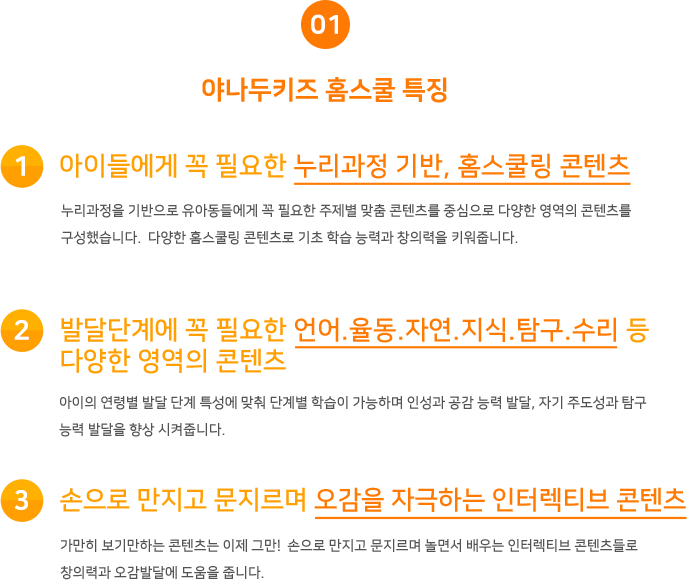 01
야나두키즈 홈스쿨 특징
1 아이들에게 꼭 필요한 누리과정 기반, 홈스쿨링 콘텐츠
누리과정을 기반으로 유아동들에게 꼭 필요한 주제별 맞춤 콘텐츠를 중심으로 다양한 영역의 콘텐츠를
구성했습니다. 다양한 홈스쿨링 콘텐츠로 기초 학습 능력과 창의력을 키워줍니다.
2 발달단계에 꼭 필요한 언어.율동.자연.지식.탐구.수리 등
다양한 영역의 콘텐츠
아이의 연령별 발달 단계 특성에 맞춰 단계별 학습이 가능하며 인성과 공감 능력 발달, 자기 주도성과 탐구
능력 발달을 향상 시켜줍니다.
3 손으로 만지고 문지르며 오감을 자극하는 인터렉티브 콘텐츠
가만히 보기만하는 콘텐츠는 이제 그만! 손으로 만지고 문지르며 놀면서 배우는 인터렉티브 콘텐츠들로
창의력과 오감발달에 도움을 줍니다.